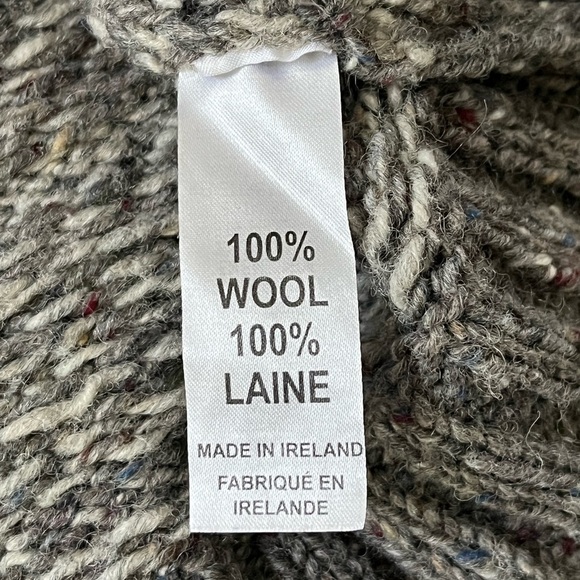 100%
WOOL
100%
LAINE
MADE IN IRELAND
FABRIQUÉ EN
IRELANDE